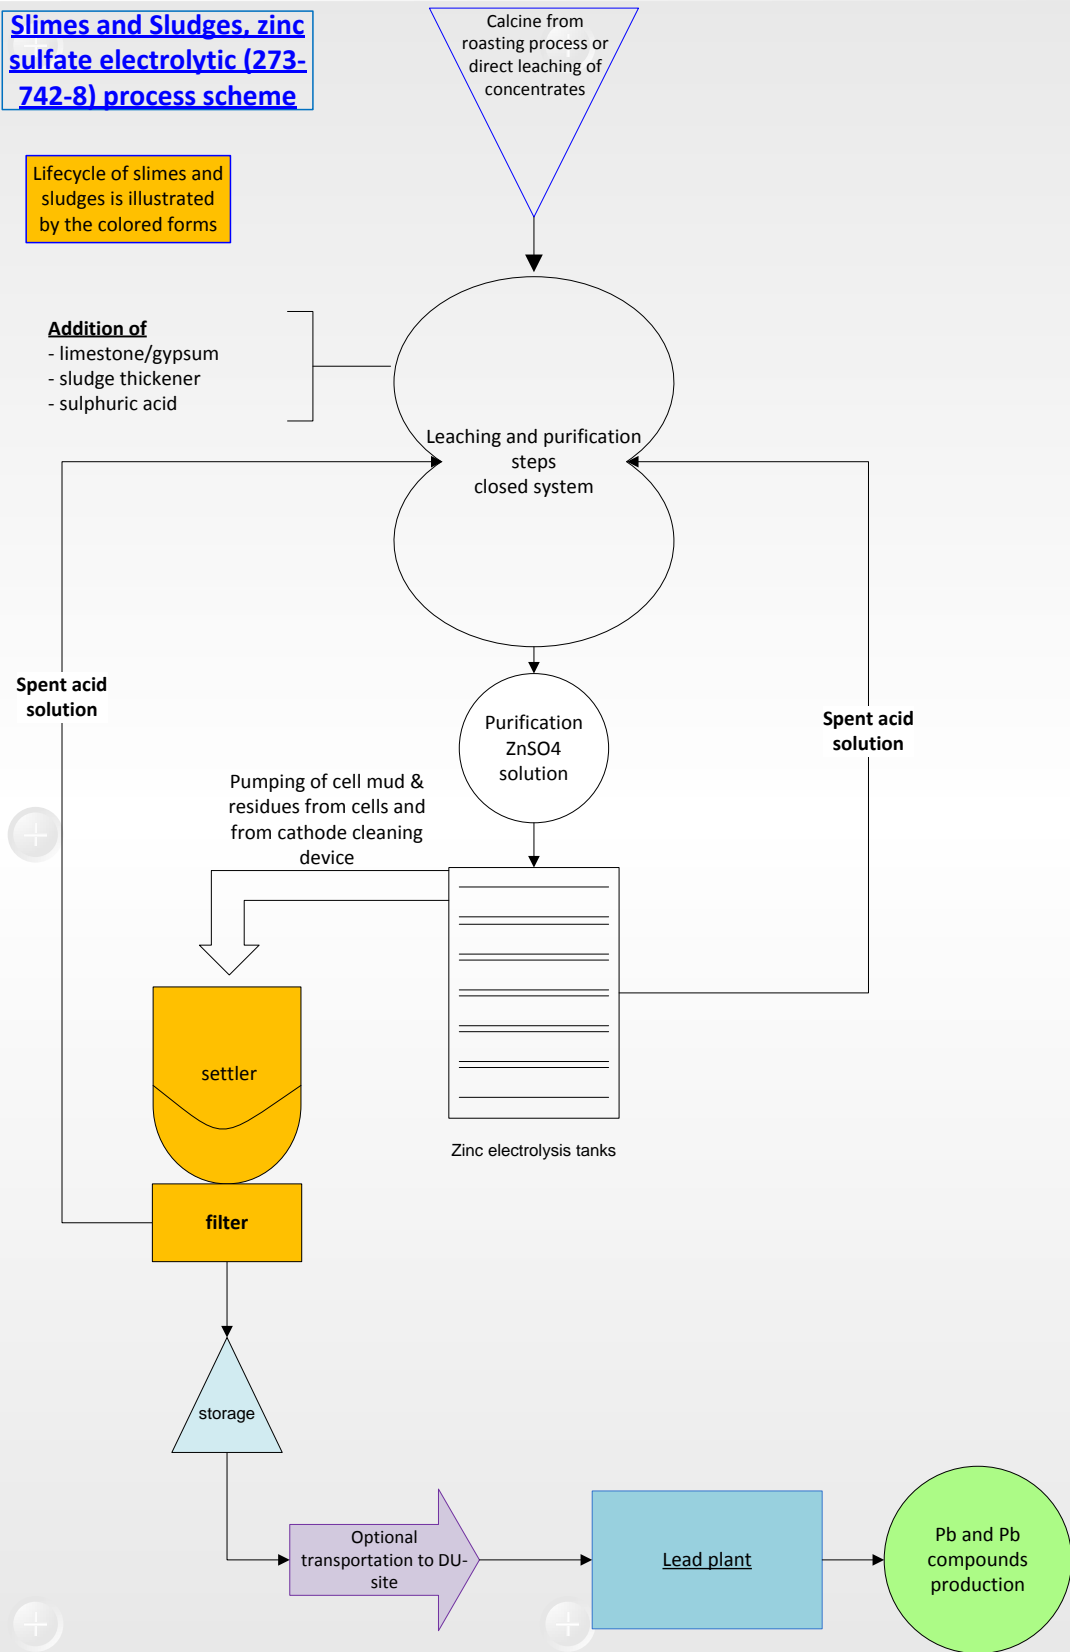 Slimes and Sludges, zinc
sulfate electrolytic (273-
742-8) process scheme
Calcine from
roasting process or
direct leaching of
concentrates
Lifecycle of slimes and
sludges is illustrated
by the colored forms
Addition of
- limestone/gypsum
- sludge thickener
- sulphuric acid
Leaching and purification
steps
closed system
Spent acid
solution
Purification
ZnSO4
solution
Spent acid
solution
Pumping of cell mud &
residues from cells and
from cathode cleaning
device
settler
Zinc electrolysis tanks
filter
storage
Optional
transportation to DU-
site
Lead plant
Pb and Pb
compounds
production